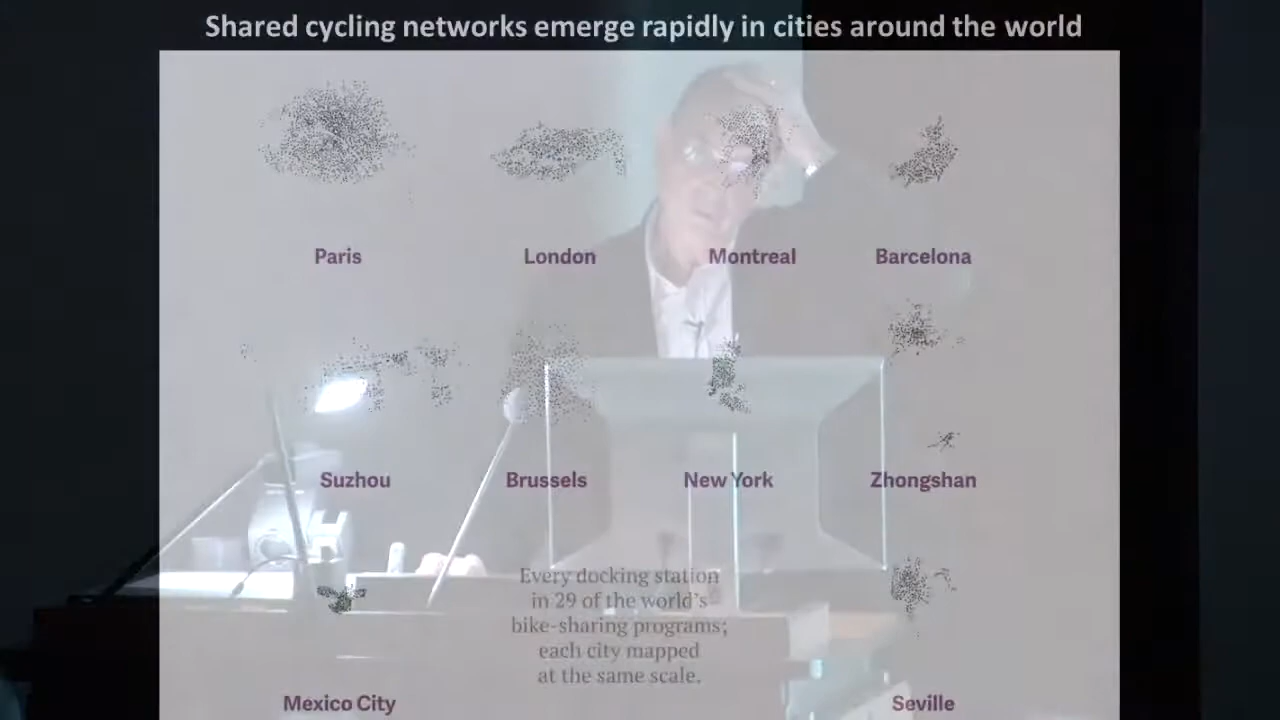 Shared cycling networks emerge rapidly in cities around the world
Paris
London
Montreal
Barcelona
Suzhou
Brussels
New York
Zhongshan
Every docking station
in 29 of the world's
bike-sharing programs;
each city mapped
at the same scale.
Mexico City
Seville